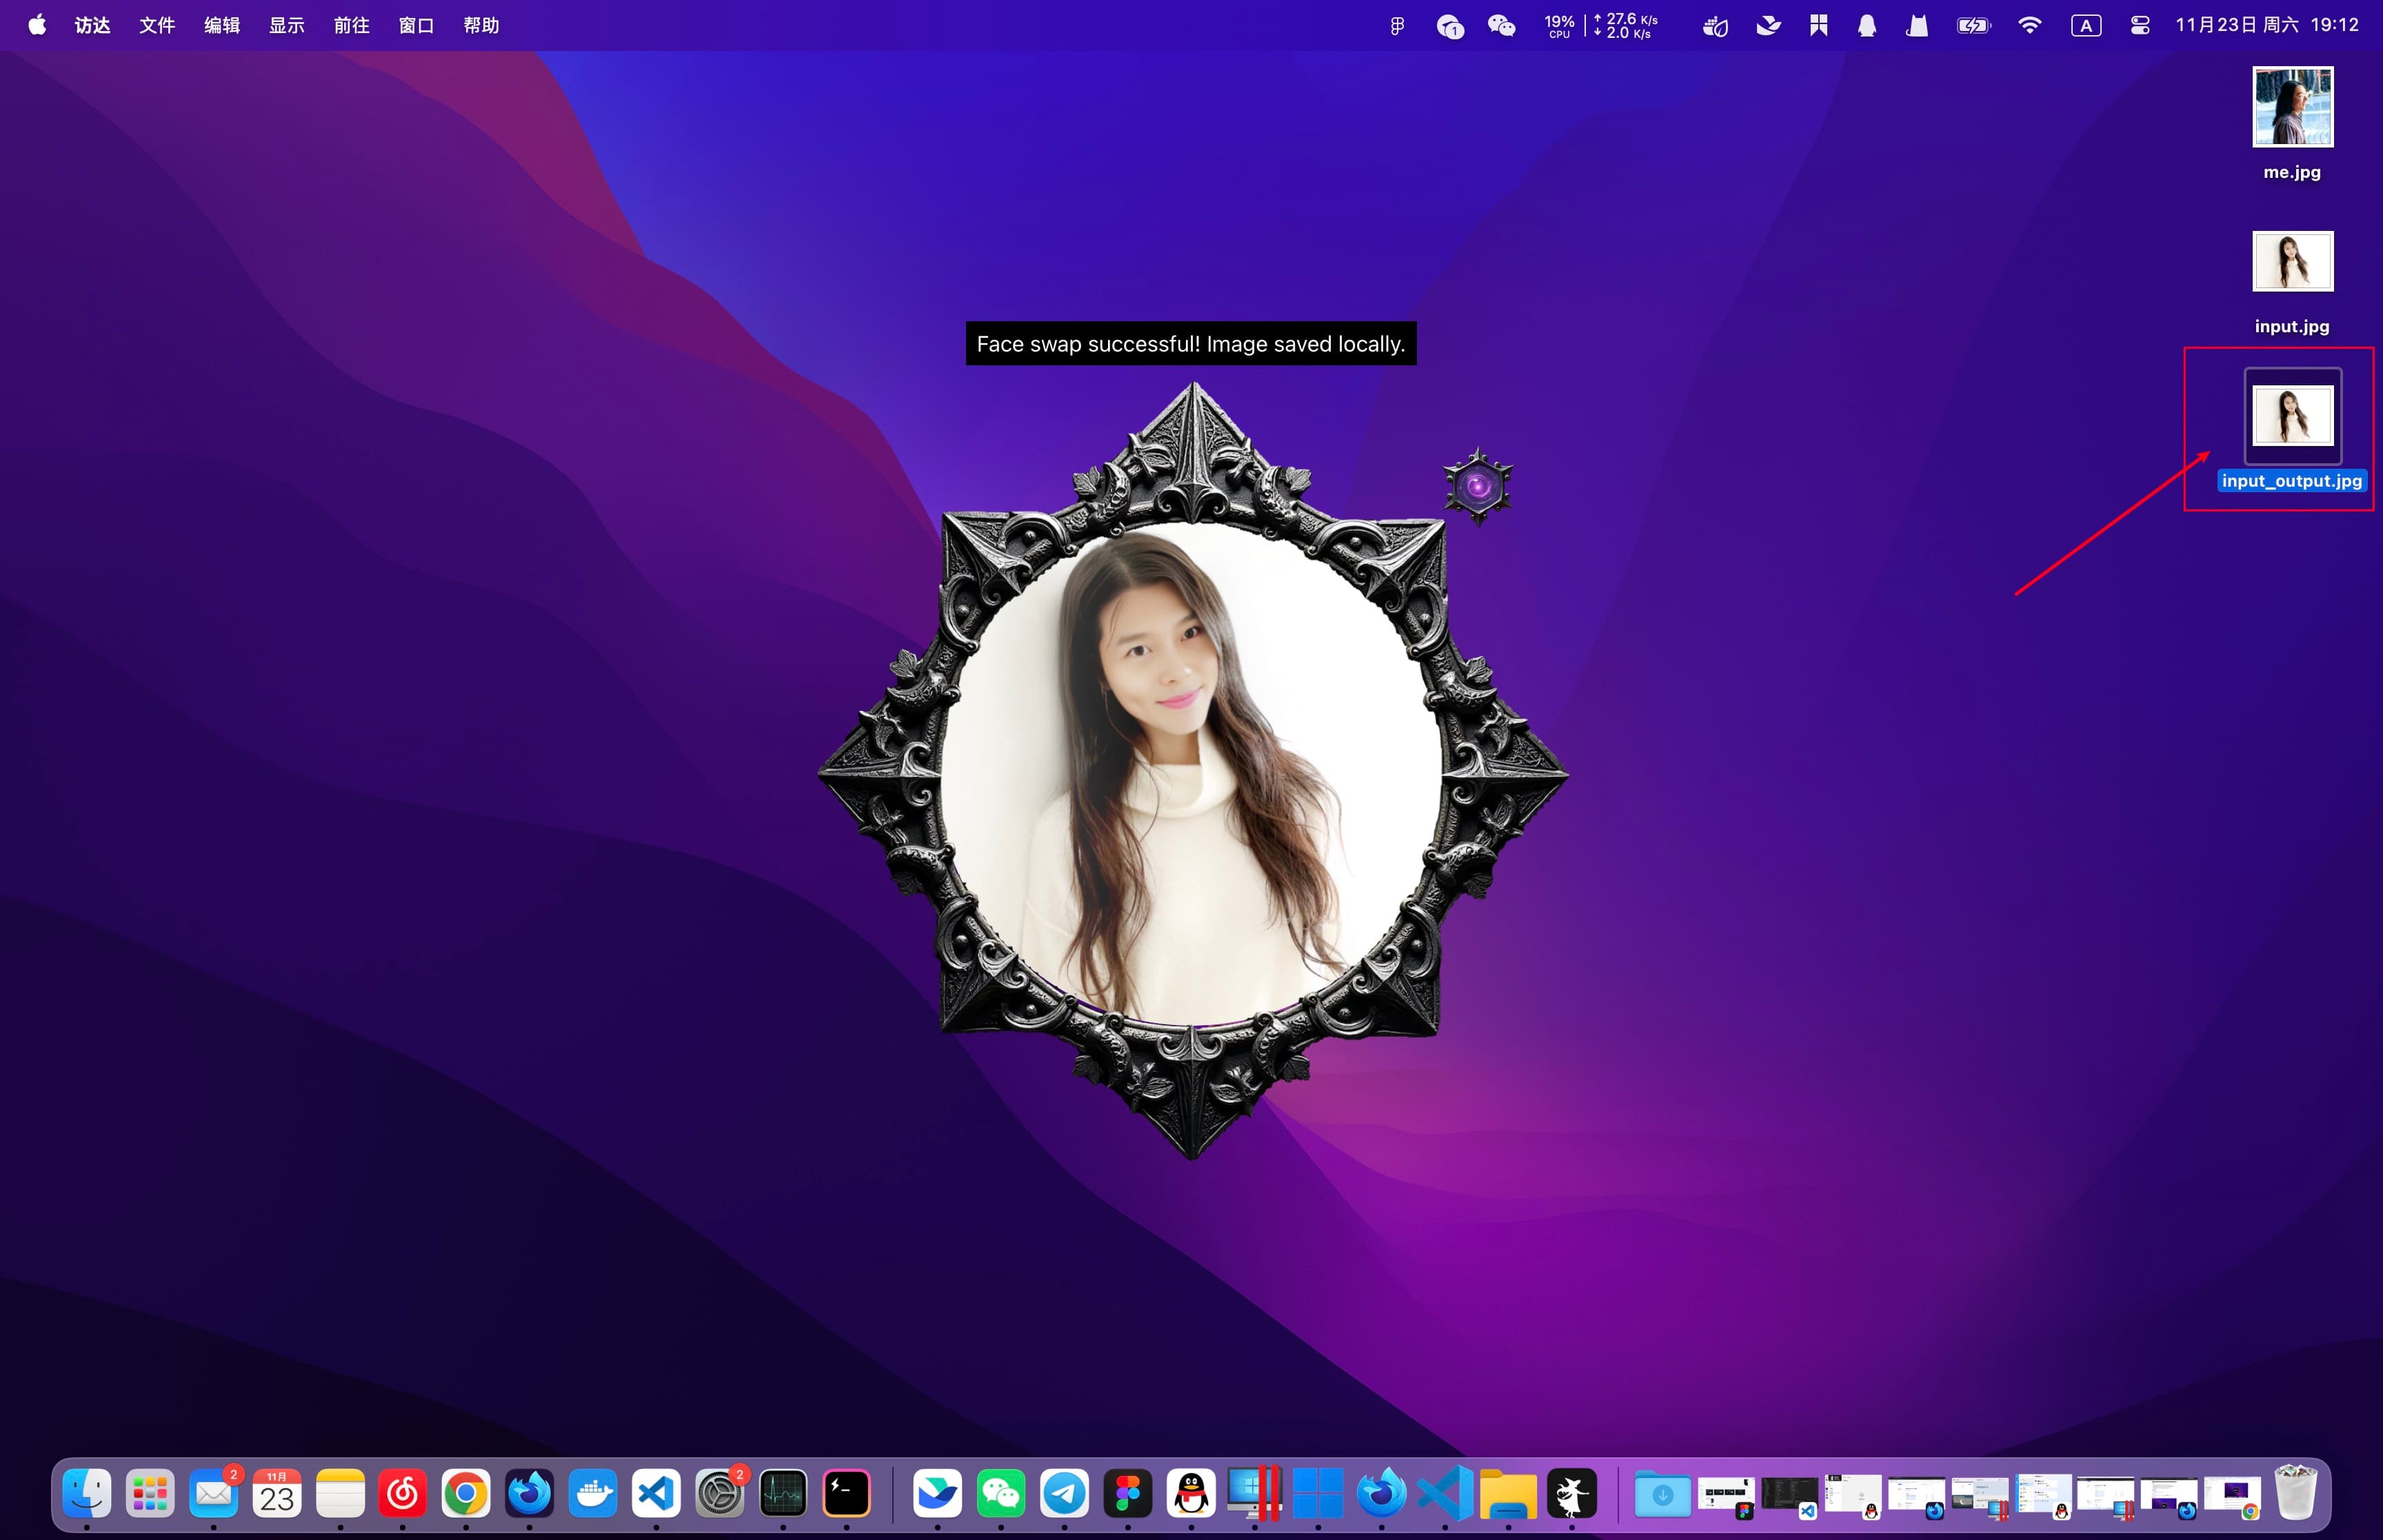 访达 文件 编辑 显示 前往 窗口 帮助
1
19% CPU ↑ 27.6 K/s ↓ 2.0 K/s
A
11月23日 周六 19:12
me.jpg
input.jpg
Face swap successful! Image saved locally.
input_output.jpg
2
11月
23
2